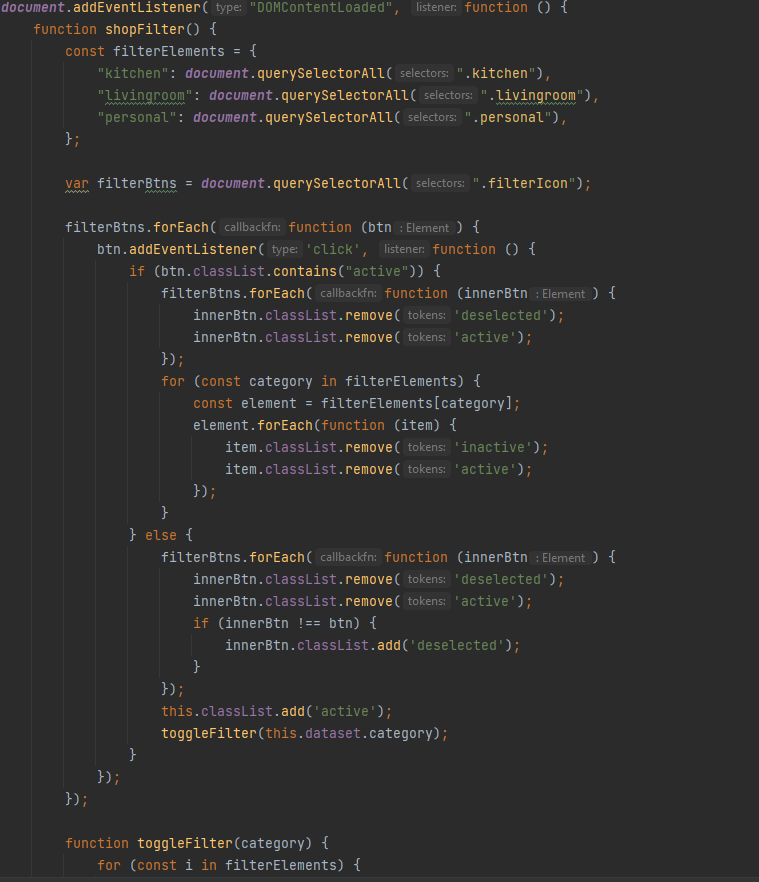 document.addEventListener( type: "DOMContentLoaded", listener: function () {
    function shopFilter() {
        const filterElements = {
            "kitchen": document.querySelectorAll( selectors: ".kitchen"),
            "livingroom": document.querySelectorAll( selectors: ".livingroom"),
            "personal": document.querySelectorAll( selectors: ".personal"),
        };

        var filterBtns = document.querySelectorAll( selectors: ".filterIcon");

        filterBtns.forEach( callbackfn: function (btn : Element ) {
            btn.addEventListener( type: 'click', listener: function () {
                if (btn.classList.contains("active")) {
                    filterBtns.forEach( callbackfn: function (innerBtn : Element ) {
                        innerBtn.classList.remove( tokens: 'deselected');
                        innerBtn.classList.remove( tokens: 'active');
                    });
                    for (const category in filterElements) {
                        const element = filterElements[category];
                        element.forEach(function (item) {
                            item.classList.remove( tokens: 'inactive');
                            item.classList.remove( tokens: 'active');
                        });
                    }
                } else {
                    filterBtns.forEach( callbackfn: function (innerBtn : Element ) {
                        innerBtn.classList.remove( tokens: 'deselected');
                        innerBtn.classList.remove( tokens: 'active');
                        if (innerBtn !== btn) {
                            innerBtn.classList.add('deselected');
                        }
                    });
                    this.classList.add('active');
                    toggleFilter(this.dataset.category);
                }
            });
        });

        function toggleFilter(category) {
            for (const i in filterElements) {